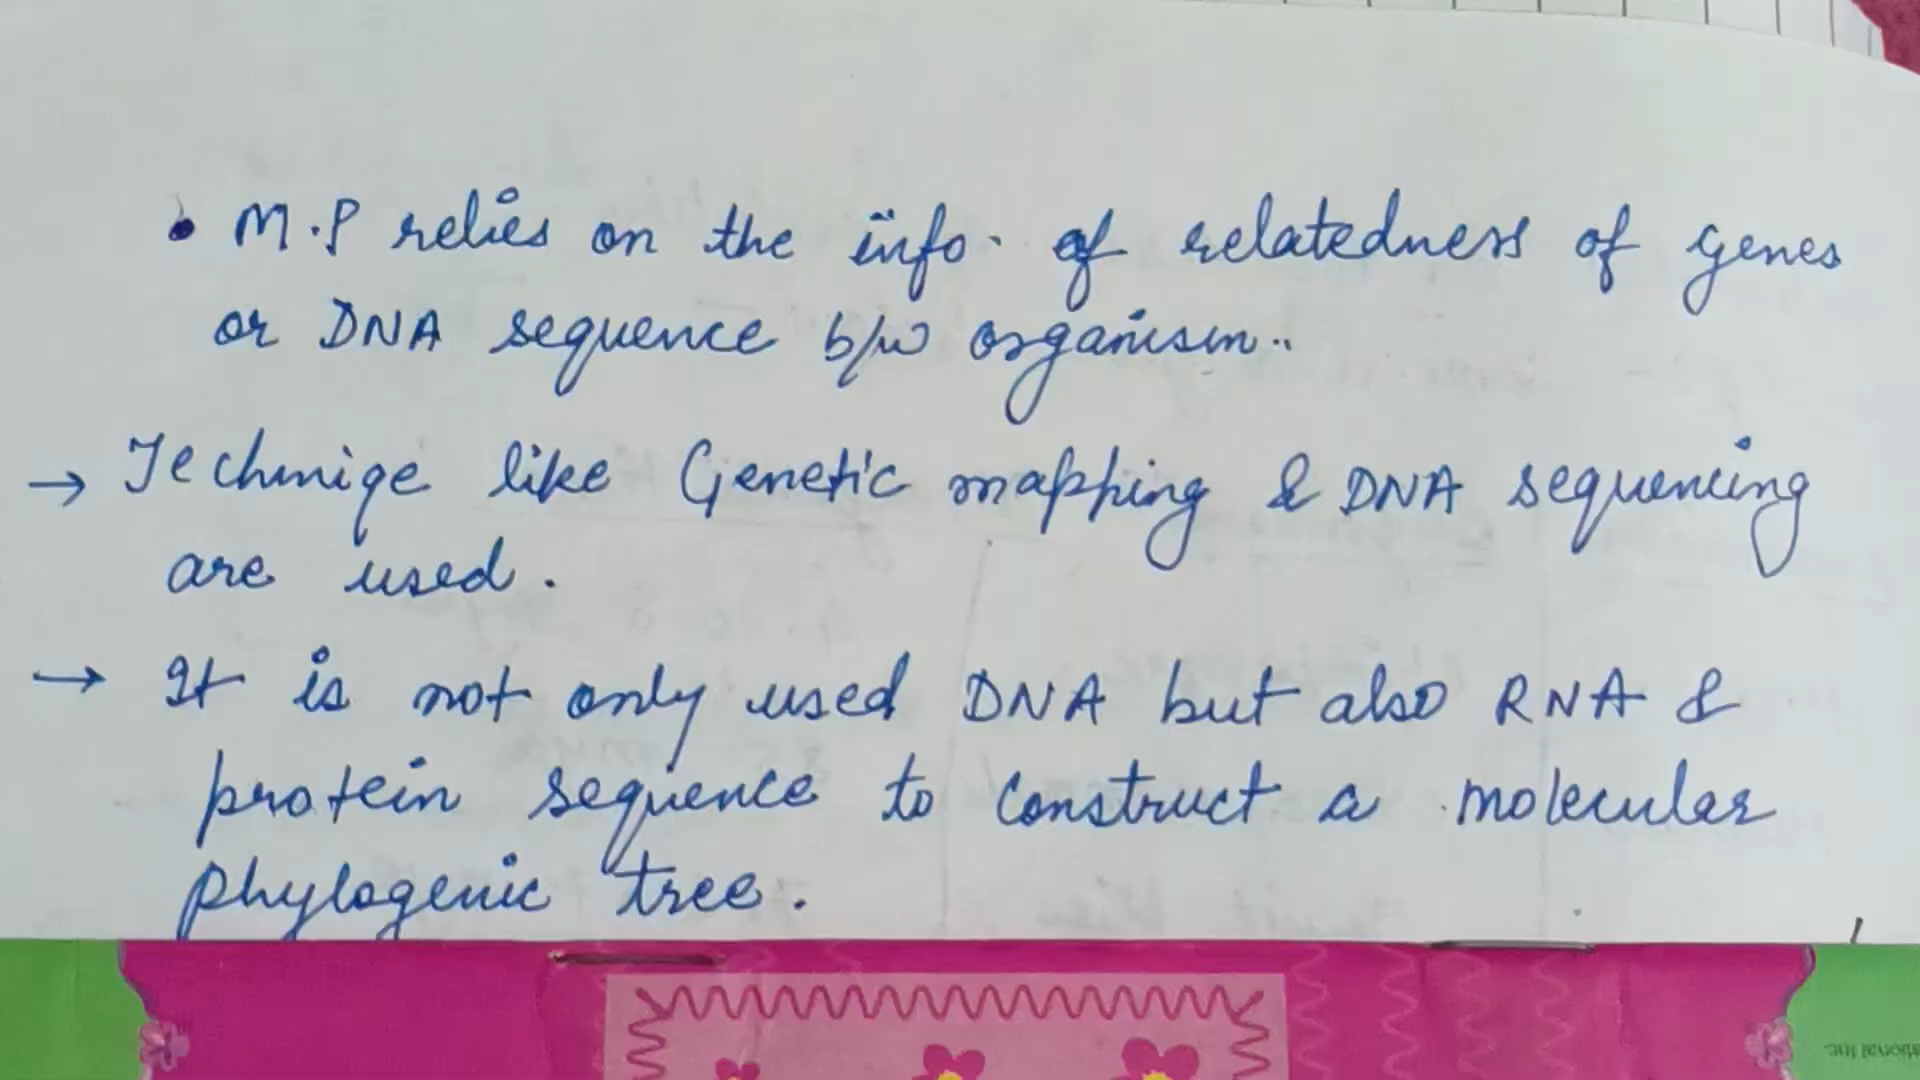 • M.P relies on the info. of relatedness of genes
or DNA sequence b/w organism..
→ Techniqe like Genetic mapping & DNA sequencing
are used.
→ It is not only used DNA but also RNA &
protein sequence to construct a molecular
phylogenic tree.